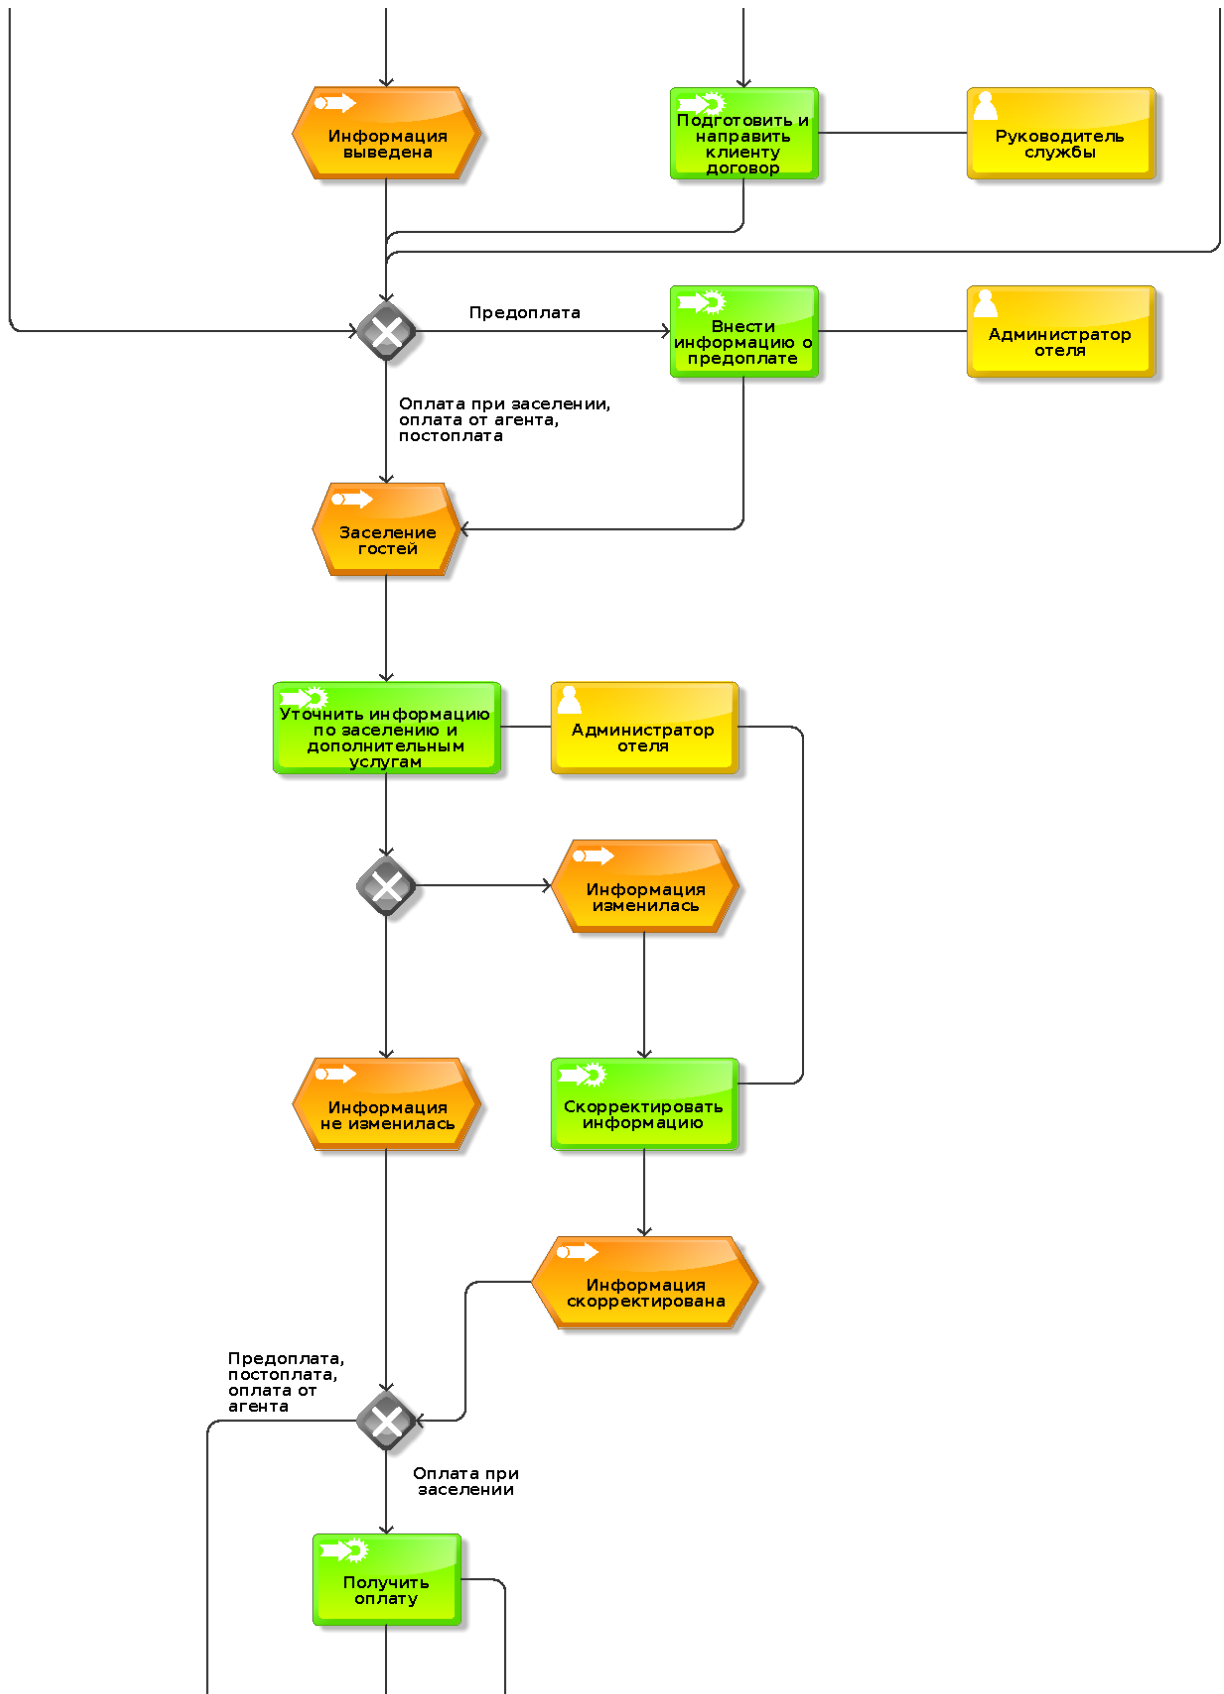 Информация
выведена
Подготовить и
направить
клиенту
договор
Руководитель
службы
Предоплата
Внести
информацию о
предоплате
Администратор
отеля
Оплата при заселении,
оплата от агента,
постоплата
Заселение
гостей
Уточнить информацию
по заселению и
дополнительным
услугам
Администратор
отеля
Информация
изменилась
Информация
не изменилась
Скорректировать
информацию
Информация
скорректирована
Предоплата,
постоплата,
оплата от
агента
Оплата при
заселении
Получить
оплату